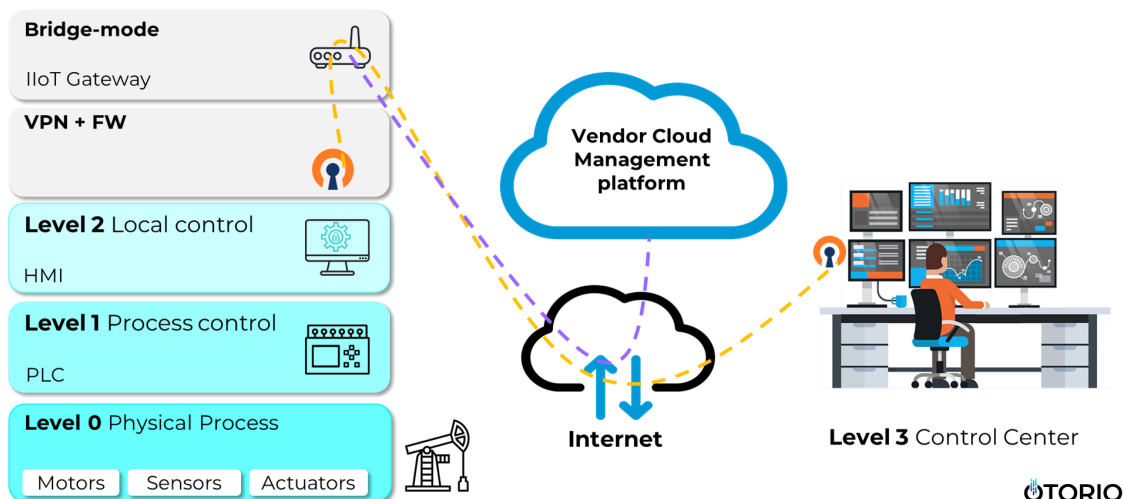 Bridge-mode
IIoT Gateway
VPN + FW
Level 2 Local control
HMI
Level 1 Process control
PLC
Level 0 Physical Process
Motors
Sensors
Actuators
Vendor Cloud
Management
platform
Internet
Level 3 Control Center
OTORIO